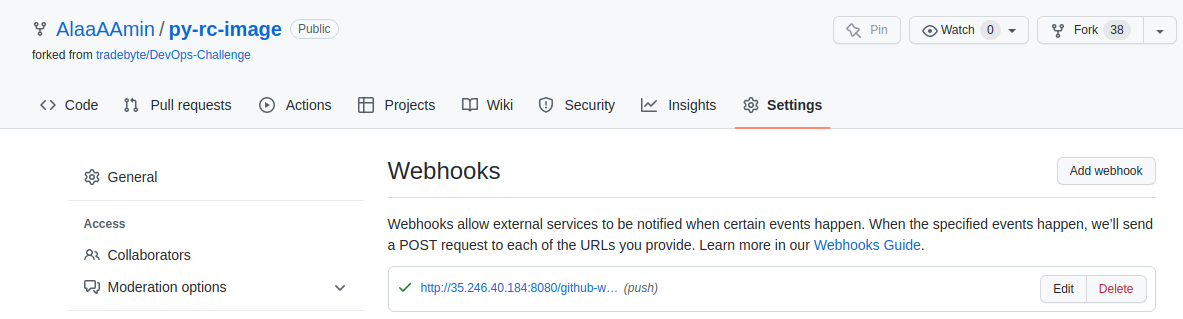 AlaaAAmin / py-rc-image Public
Pin Watch 0 Fork 38
forked from tradebyte/DevOps-Challenge
Code Pull requests Actions Projects Wiki Security Insights Settings
General
Access
Collaborators
Moderation options
Webhooks
Add webhook
Webhooks allow external services to be notified when certain events happen. When the specified events happen, we'll send
a POST request to each of the URLs you provide. Learn more in our Webhooks Guide.
http://35.246.40.184:8080/github-w… (push)
Edit Delete